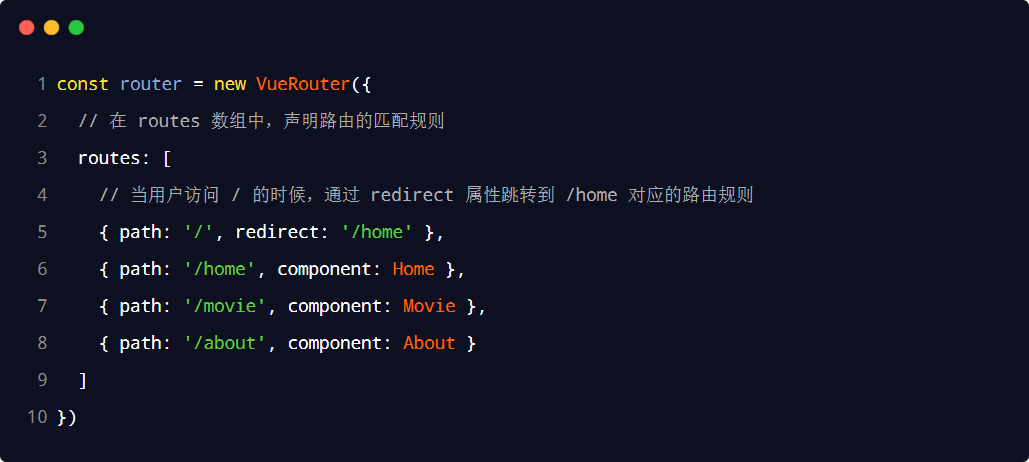 1 const router = new VueRouter({
2   // 在 routes 数组中，声明路由的匹配规则
3   routes: [
4     // 当用户访问 / 的时候，通过 redirect 属性跳转到 /home 对应的路由规则
5     { path: '/', redirect: '/home' },
6     { path: '/home', component: Home },
7     { path: '/movie', component: Movie },
8     { path: '/about', component: About }
9   ]
10 })